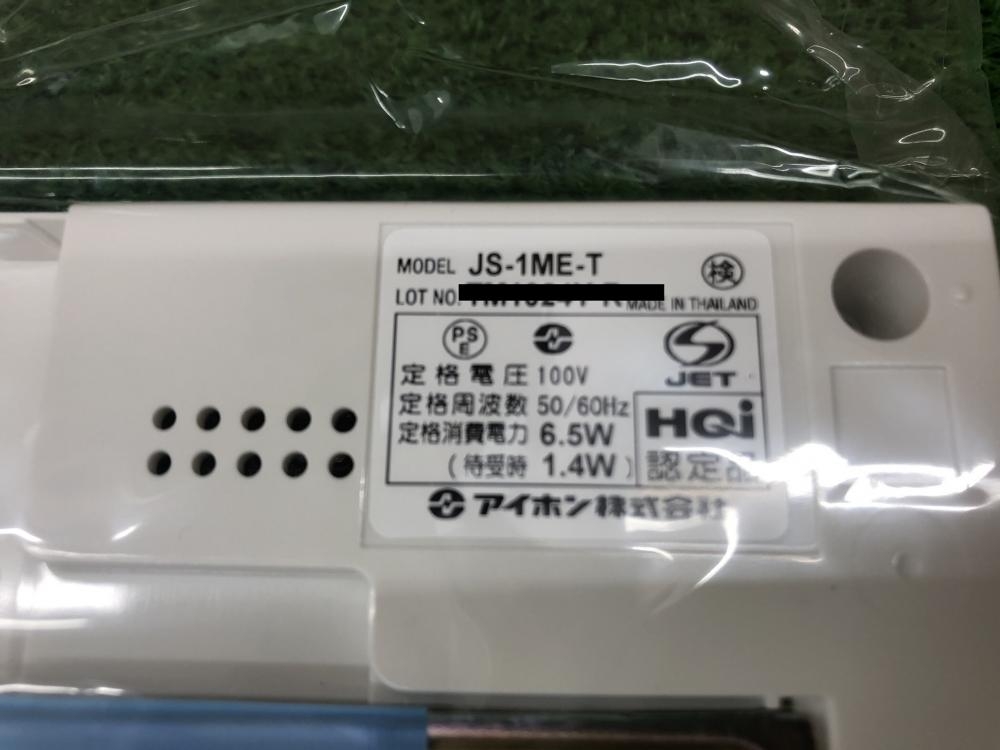 MODEL JS-1ME-T 検
LOT NO. MADE IN THAILAND
PS E
JET
定格電圧 100V
定格周波数 50/60Hz
定格消費電力 6.5W
(待受時 1.4W)
HQi
認定品
アイホン株式会社